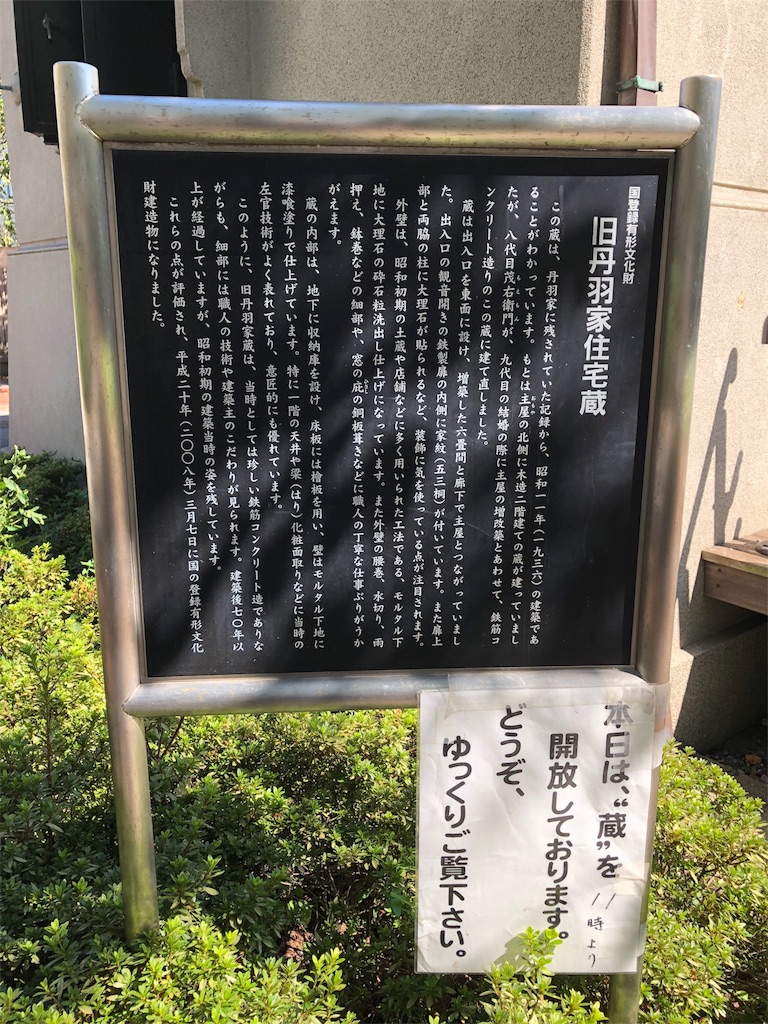 国登録有形文化財
旧丹羽家住宅蔵
この蔵は、丹羽家に残されていた記録から、昭和一一年(一九三六)の建築であ
ることがわかっています。もとは主屋の北側に木造二階建ての蔵が建っていまし
たが、八代目茂右衛門が、九代目の結婚の際に主屋の増改築とあわせて、鉄筋コ
ンクリート造りのこの蔵に建て直しました。
蔵は出入口を東面に設け、増築した六畳間と廊下で主屋とつながっていまし
た。出入口の観音開きの鉄製扉の内側に家紋(五三桐)が付いています。また扉上
部と両脇の柱に大理石が貼られるなど、装飾に気を使っている点が注目されます。
外壁は、昭和初期の土蔵や店舗などに多く用いられた工法である、モルタル下
地に大理石の砕石粒洗出し仕上げになっています。また外壁の腰巻、水切り、雨
押え、鉢巻などの細部や、窓の庇の銅板葺きなどに職人の丁寧な仕事ぶりがうか
がえます。
蔵の内部は、地下に収納庫を設け、床板には檜板を用い、壁はモルタル下地に
漆喰塗りで仕上げています。特に一階の天井や梁(はり)化粧面取りなどに当時の
左官技術がよく表れており、意匠的にも優れています。
このように、旧丹羽家蔵は、当時としては珍しい鉄筋コンクリート造でありな
がらも、細部には職人の技術や建築主のこだわりが見られます。建築後七〇年以
上が経過していますが、昭和初期の建築当時の姿を残しています。
これらの点が評価され、平成二十年(二〇〇八年)三月七日に国の登録有形文化
財建造物になりました。
本日は、“蔵”を
11時より
開放しております。
どうぞ、
ゆっくりご覧下さい。